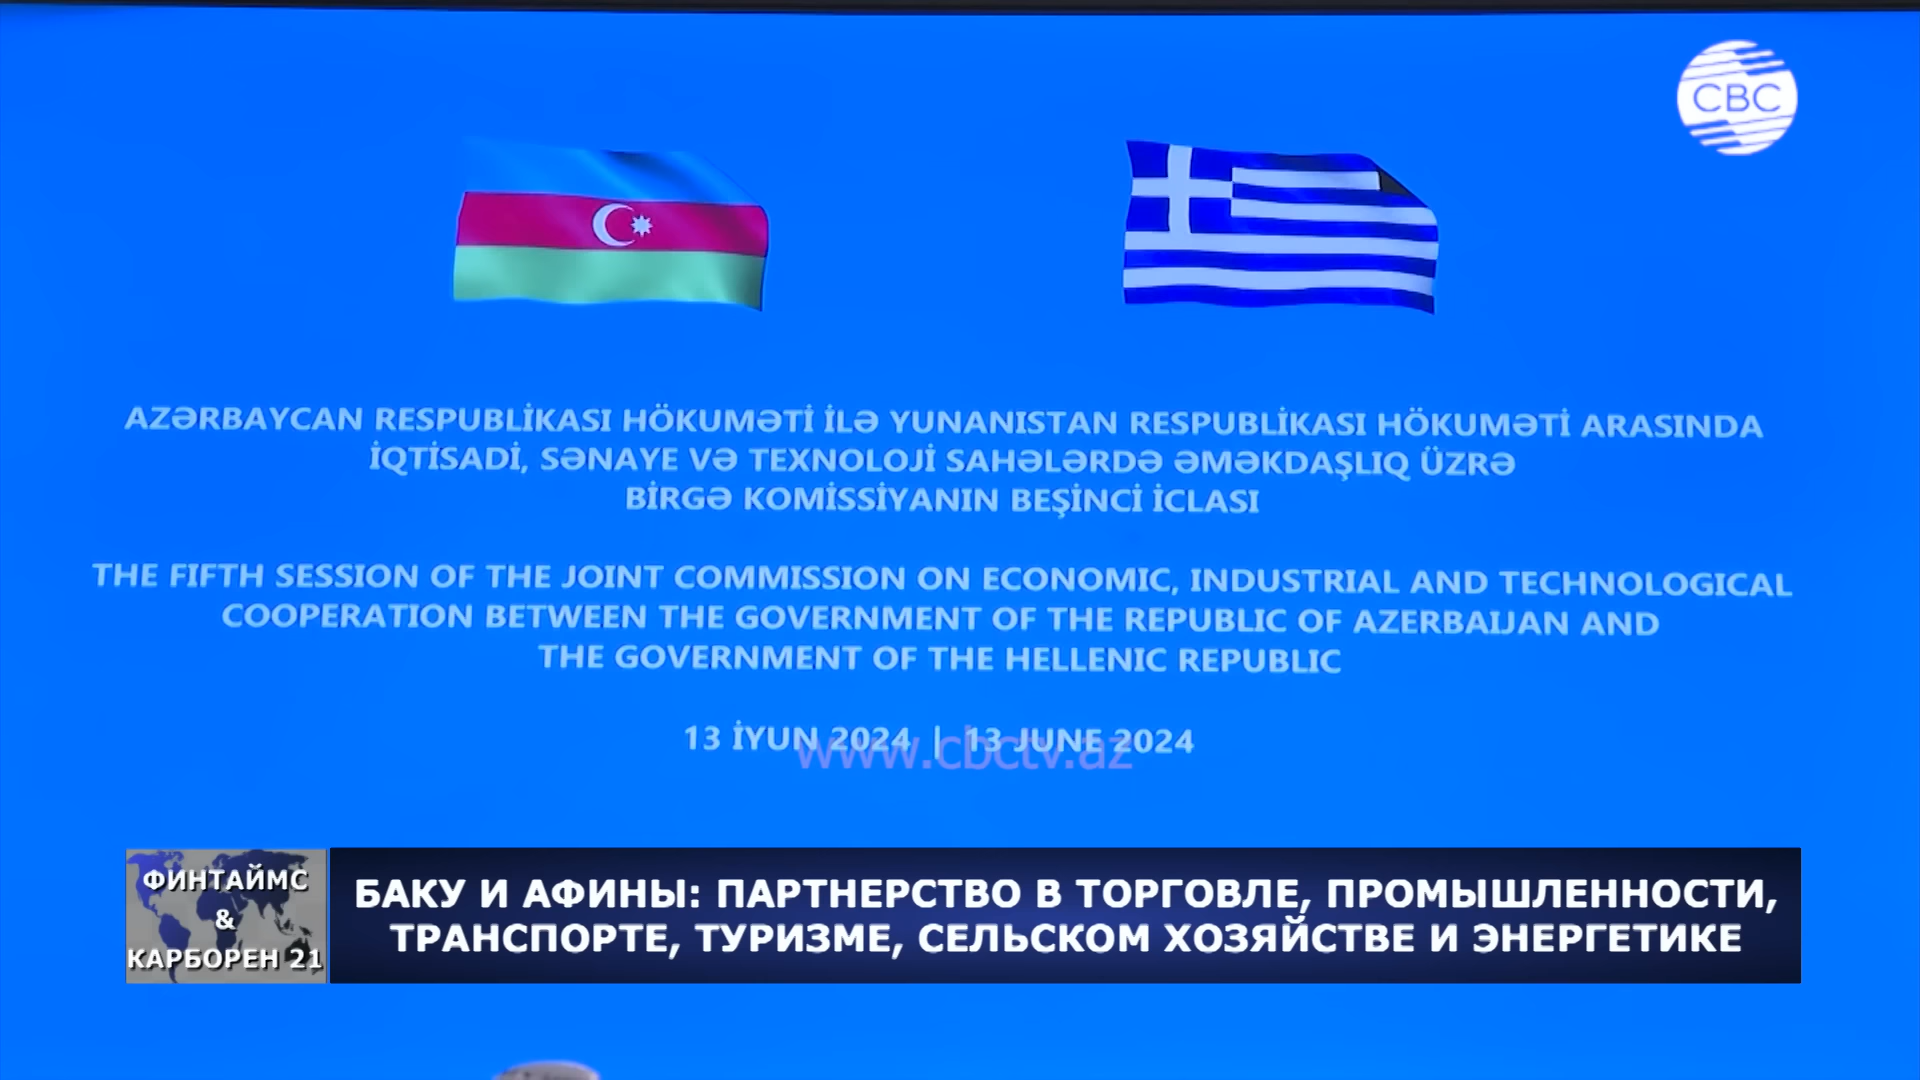 CBC
AZƏRBAYCAN RESPUBLİKASI HÖKUMƏTİ İLƏ YUNANISTAN RESPUBLİKASI HÖKUMƏTİ ARASINDA
İQTİSADİ, SƏNAYE VƏ TEXNOLOJİ SAHƏLƏRDƏ ƏMƏKDAŞLIQ ÜZRƏ
BİRGƏ KOMİSSİYANIN BEŞİNCİ İCLASI
THE FIFTH SESSION OF THE JOINT COMMISSION ON ECONOMIC, INDUSTRIAL AND TECHNOLOGICAL
COOPERATION BETWEEN THE GOVERNMENT OF THE REPUBLIC OF AZERBAIJAN AND
THE GOVERNMENT OF THE HELLENIC REPUBLIC
13 İYUN 2024 | 13 JUNE 2024
www.cbctv.az
ФИНТАЙМС
&
КАРБОРЕН 21
БАКУ И АФИНЫ: ПАРТНЕРСТВО В ТОРГОВЛЕ, ПРОМЫШЛЕННОСТИ,
ТРАНСПОРТЕ, ТУРИЗМЕ, СЕЛЬСКОМ ХОЗЯЙСТВЕ И ЭНЕРГЕТИКЕ